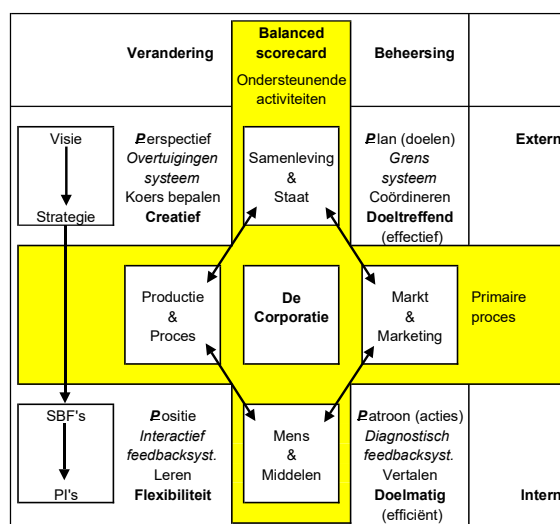 Verandering
Balanced
scorecard
Ondersteunende
activiteiten
Beheersing
Visie
Strategie
Perspectief
Overtuigingen
systeem
Koers bepalen
Creatief
Samenleving
&
Staat
Plan (doelen)
Grens
systeem
Coördineren
Doeltreffend
(effectief)
Extern
Productie
&
Proces
De
Corporatie
Markt
&
Marketing
Primaire
proces
SBF's
PI's
Positie
Interactief
feedbacksyst.
Leren
Flexibiliteit
Mens
&
Middelen
Patroon (acties)
Diagnostisch
feedbacksyst.
Vertalen
Doelmatig
(efficiënt)
Intern